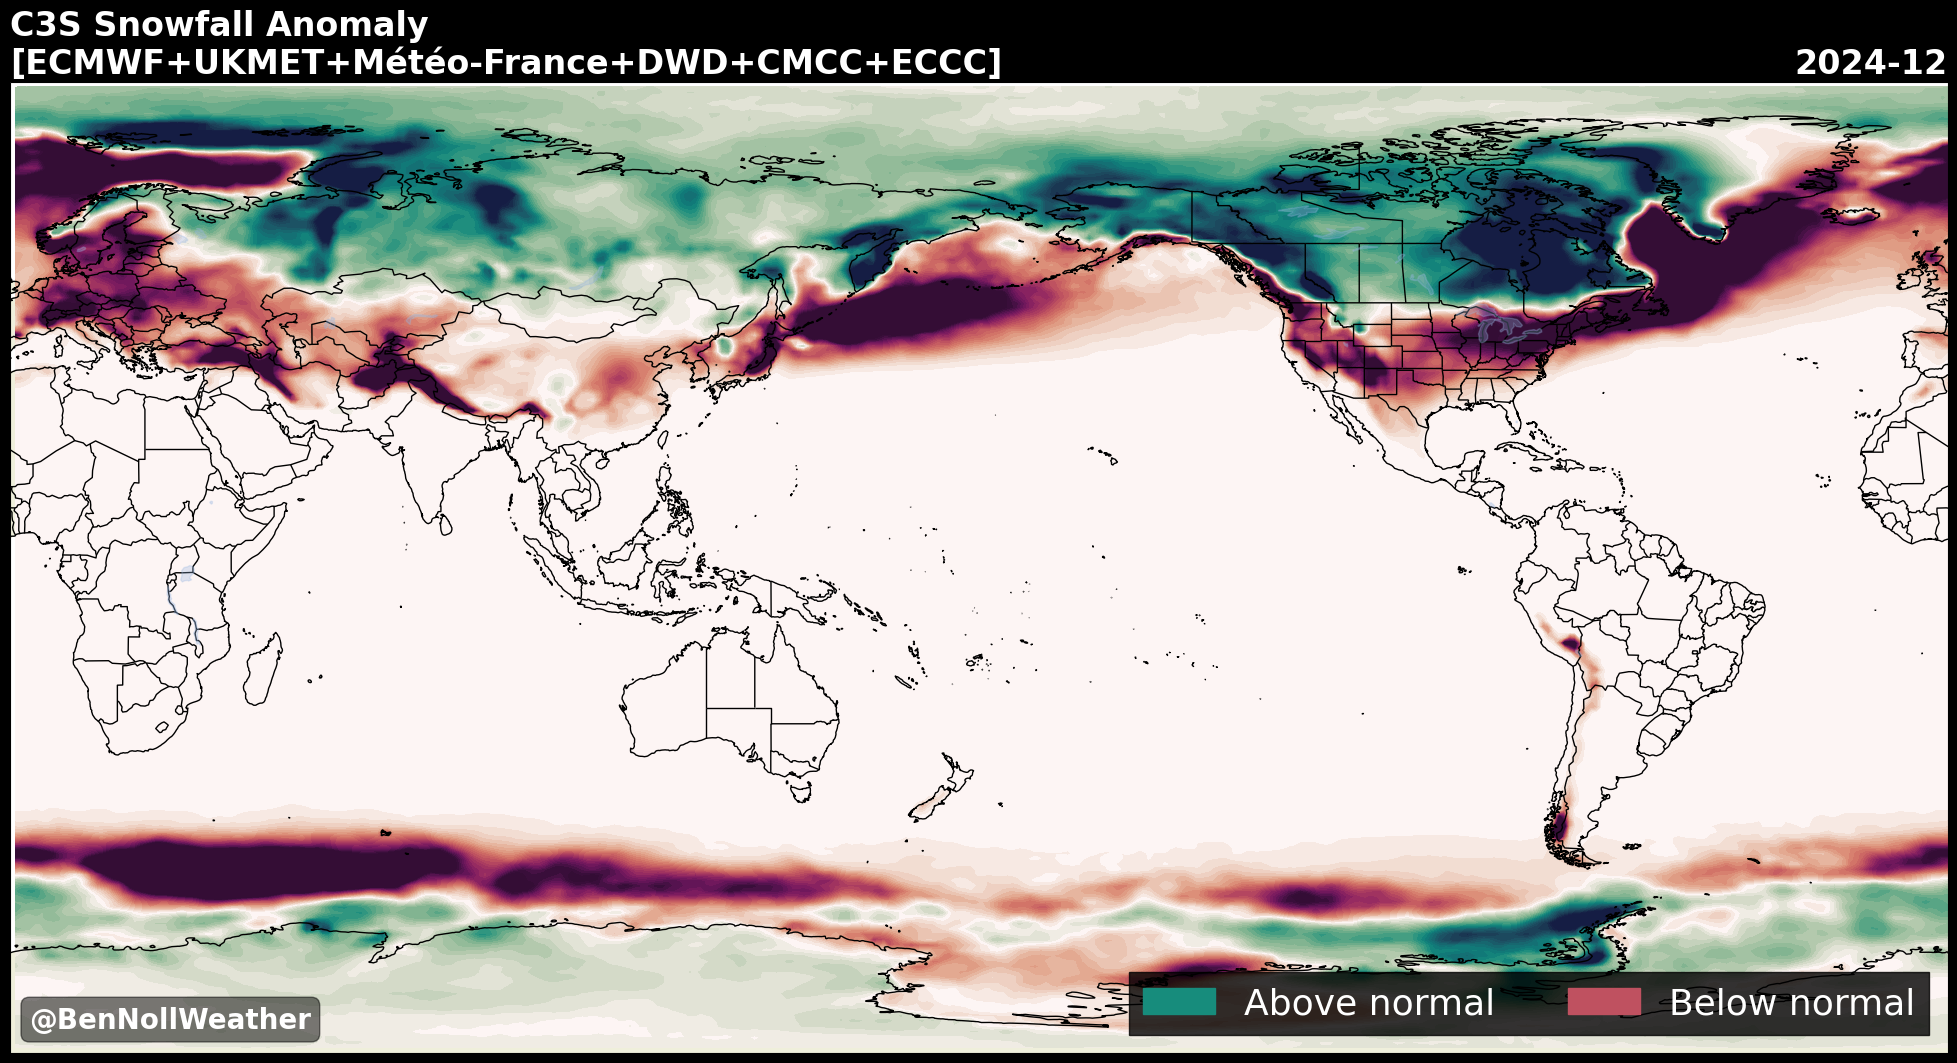 C3S Snowfall Anomaly
[ECMWF+UKMET+Météo-France+DWD+CMCC+ECCC]
2024-12
@BenNollWeather
Above normal
Below normal